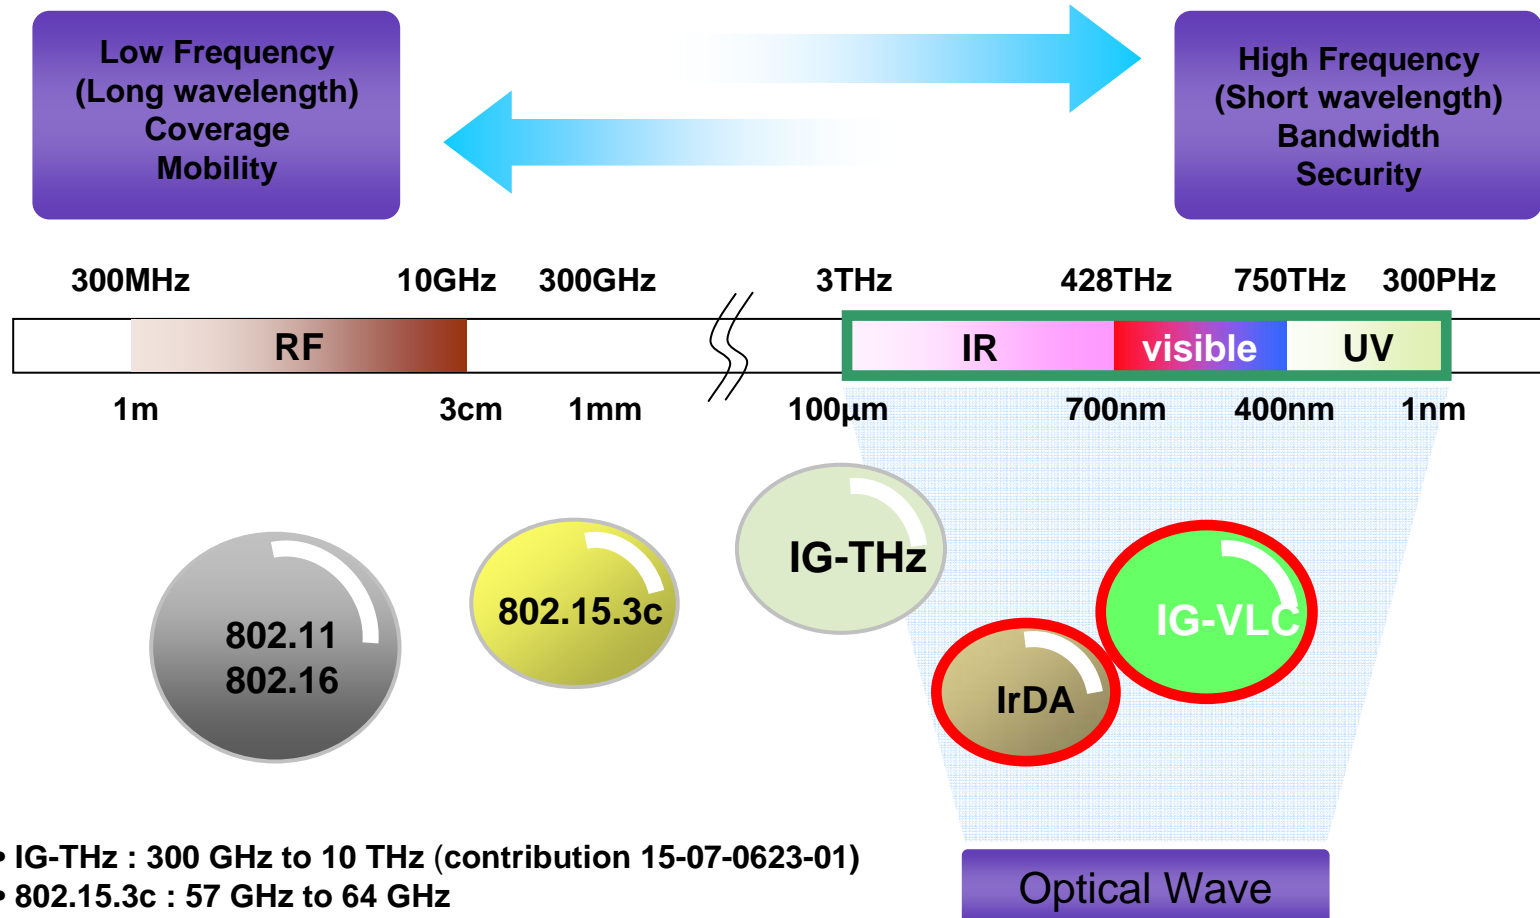 Low Frequency
(Long wavelength)
Coverage
Mobility
High Frequency
(Short wavelength)
Bandwidth
Security
300MHz 10GHz 300GHz 3THz 428THz 750THz 300PHz
RF IR visible UV
1m 3cm 1mm 100μm 700nm 400nm 1nm
802.11
802.16
802.15.3c
IG-THz
IrDA
IG-VLC
• IG-THz : 300 GHz to 10 THz (contribution 15-07-0623-01)
• 802.15.3c : 57 GHz to 64 GHz
Optical Wave